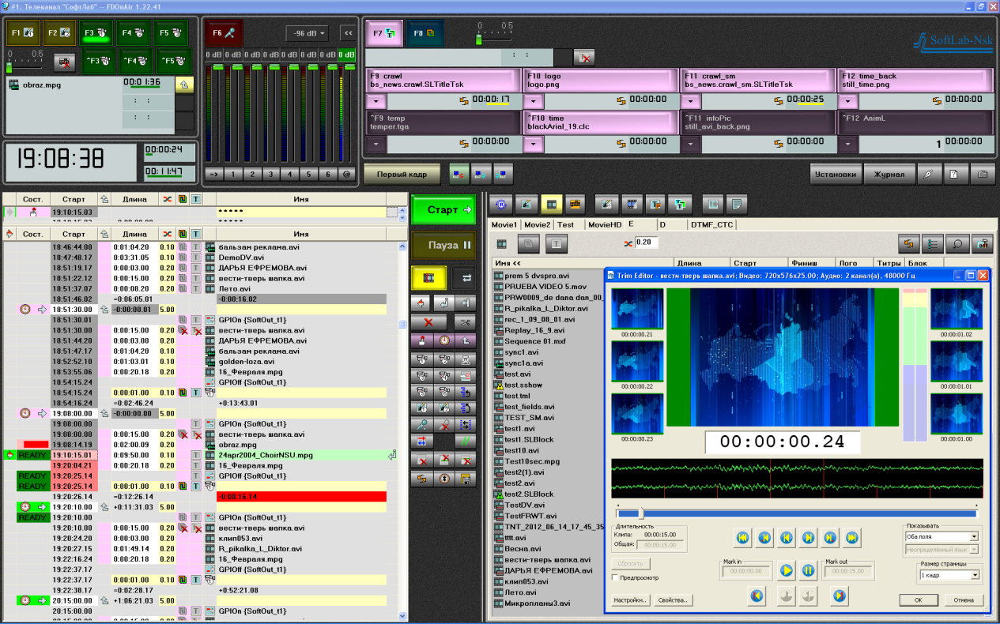 #1: Телеканал "СофтЛаб" -- FDOnAir 1.22.41
F1 F2 F3 F4 F5
0 0.5 ^F3 ^F4 ^F5
obraz.mpg 00:01:36
: :
: :
19:08:38 00:00:24
00:11:47
F6 -96 dB <<
0 dB 0 dB 0 dB 0 dB 0 dB 0 dB 0 dB 0 dB
-> 1 2 3 4 5 6 @
F7 F8 0 0.5
: :
SoftLab-Nsk
F9 crawl F10 logo F11 crawl_sm F12 time_back
bs_news.crawl.SLTitleTsk logo.png bs_news.crawl_sm.SLTitleTsk still_time.png
00:00:17 00:00:00 00:00:25 00:00:00
^F9 temp ^F10 time ^F11 infoPic ^F12 AnimL
temper.tga blackArial_19.clc still_avi_back.png
00:00:00 00:00:00 00:00:00 1 00:00:00
Первый кадр Установки Журнал
Сост. Старт Длина T Имя
19:10:15.03 *****
Сост. Старт Длина T Имя
18:46:44.00 0:01:04.20 0.10 T бальзам реклама.avi
18:47:48.17 0:03:31.05 0.10 T DemoDV.avi
18:51:19.17 0:00:03.00 0.20 T ДАРЬЯ ЕФРЕМОВА.avi
18:51:22.12 0:00:15.00 0.20 T вести-тверь шапка.avi
18:51:37.07 0:00:08.20 0.20 T Лето.avi
18:51:46.02 =0:06:05.01 -0:00:16.02
18:51:30.00 -0:00:00.01 5.00
18:51:30.01 T GPIOn {SoftOut_t1}
18:51:30.01 0:00:15.00 0.20 T вести-тверь шапка.avi
18:51:44.20 0:00:03.00 0.20 ДАРЬЯ ЕФРЕМОВА.avi
18:51:47.17 0:01:04.20 0.20 бальзам реклама.avi
18:52:52.10 0:01:03.01 0.20 golden-loza.avi
18:53:55.06 0:00:20.18 0.20 16_Февраля.mpg
18:54:15.24 GPIOff {SoftOut_t1}
18:54:15.24 0:00:01.00 0.10 T
18:54:16.24 =0:02:46.24 +0:13:43.01
19:08:00.00 -0:00:00.00 5.00
19:08:00.00 T GPIOn {SoftOut_t1}
19:08:00.00 0:00:15.00 0.20 T вести-тверь шапка.avi
19:08:14.19 0:02:00.09 0.20 obraz.mpg
READY 19:10:15.01 0:09:50.00 0.10 T 24apr2004_ChoirNSU.mpg
19:20:04.21 0:00:20.18 0.20 T 16_Февраля.mpg
READY 19:20:25.14 T GPIOff {SoftOut_t1}
READY 19:20:25.14 0:00:01.00 0.10 T
19:20:26.14 =0:12:26.14 -0:00:16.14
19:20:10.00 +0:11:31.03 5.00
READY 19:20:10.00 T GPIOn {SoftOut_t1}
19:20:10.00 0:00:15.00 0.20 T вести-тверь шапка.avi
19:20:24.20 0:00:03.00 0.20 клип053.avi
19:20:27.15 0:01:49.14 0.20 R_pikalka_L_Diktor.avi
19:22:16.24 0:00:20.18 0.20 16_Февраля.mpg
19:22:37.17 GPIOff {SoftOut_t1}
19:22:37.17 0:00:01.00 0.20 T
19:22:38.17 =0:02:28.17 +0:52:21.08
20:15:00.00 +1:06:21.03 5.00
20:15:00.00 T GPIOn {SoftOut_t1}
Старт
Пауза
Movie1 Movie2 Test MovieHD E D DTMF_CTC
T 0.20
Имя << Длина Старт Финиш Лого Титры Блок
prem 5 dvspro.avi
PRUEBA VIDEO 5.mov
PRW0009_de dana dan_00_
R_pikalka_L_Diktor.avi
rec_1_09_08_01.avi
Replay_16_9.avi
Sequence 01.mxf
sync1.avi
sync1a.avi
test.avi
test.sshow
test.tml
test_fields.avi
TEST_SM.avi
test1.avi
test1.SLBlock
test10.avi
Test10sec.mpg
test2(1).avi
test2.avi
test2.SLBlock
TestDV.avi
TestFRWT.avi
TNT_2012_06_14_17_45_35
tttt.avi
Весна.avi
вести-тверь шапка.avi
ДАРЬЯ ЕФРЕМОВА.avi
клип053.avi
Лето.avi
Микропланы3.avi
Trim Editor - вести-тверь шапка.avi; Видео: 720x576x25.00; Аудио: 2 канал(а), 48000 Гц
00:00:00.21 00:00:01.02
00:00:00.22 00:00:01.01
00:00:00.23 00:00:01.00
00:00:00.24
Длительность
Клипа: 00:00:15.00
Общая: 00:00:15.00
Сбросить
Предпросмотр
Mark in
00:00:00.00
Mark out
00:00:15.00
Показывать
Оба поля
Неопределённый язык
Размер страницы
1 кадр
Настройки.. Свойства.. ОК Отмена